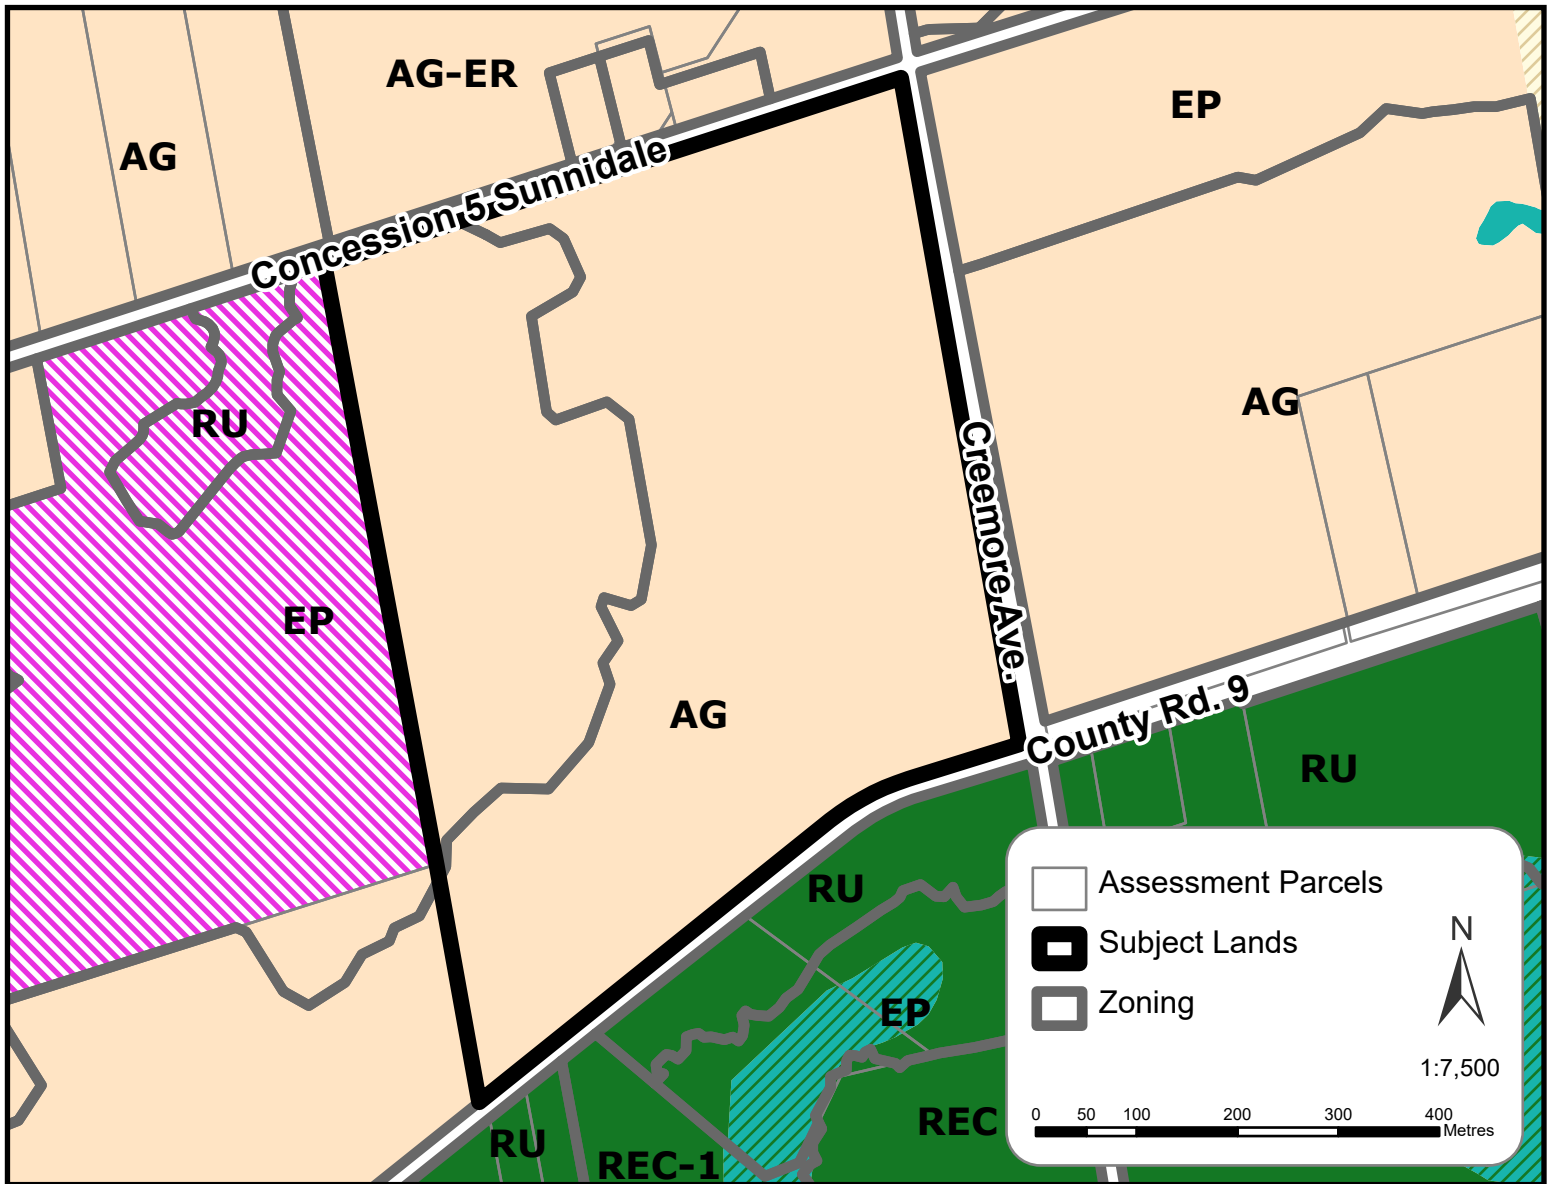 AG-ER
EP
AG
Concession 5 Sunnidale
RU
AG
Creemore Ave.
EP
AG
County Rd. 9
RU
RU
EP
REC
RU
REC-1
Assessment Parcels
Subject Lands
Zoning
N
1:7,500
0 50 100 200 300 400
Metres